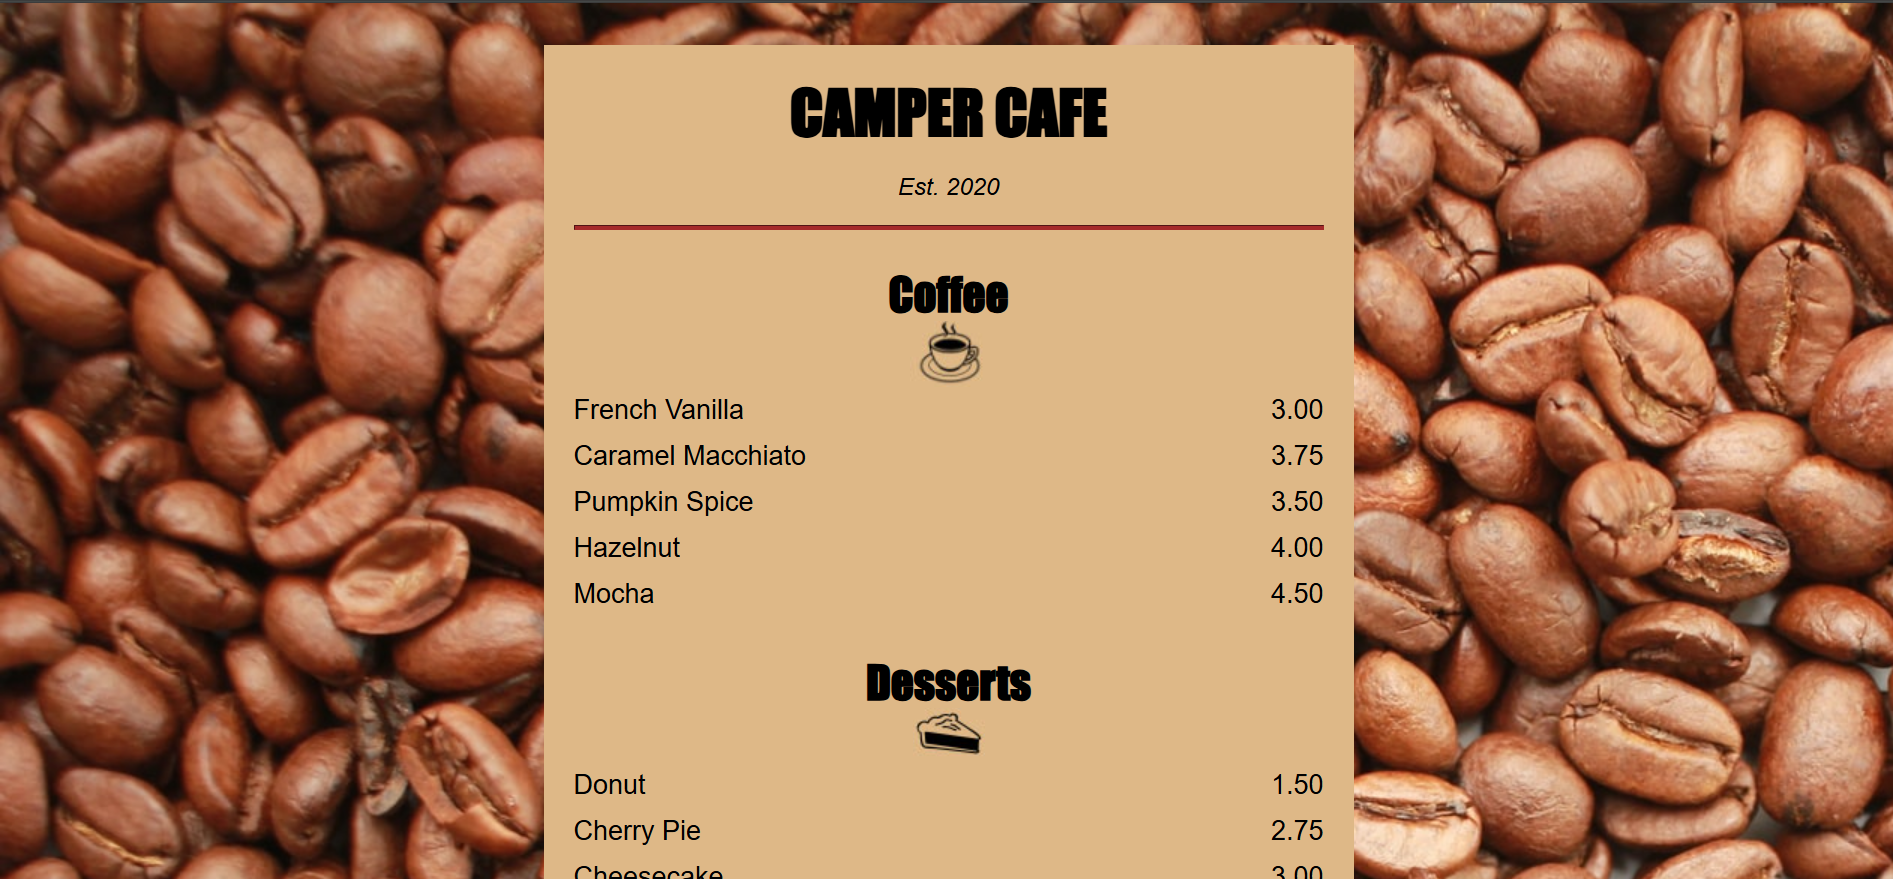 CAMPER CAFE
Est. 2020
Coffee
French Vanilla 3.00
Caramel Macchiato 3.75
Pumpkin Spice 3.50
Hazelnut 4.00
Mocha 4.50
Desserts
Donut 1.50
Cherry Pie 2.75
Cheesecake 3.00